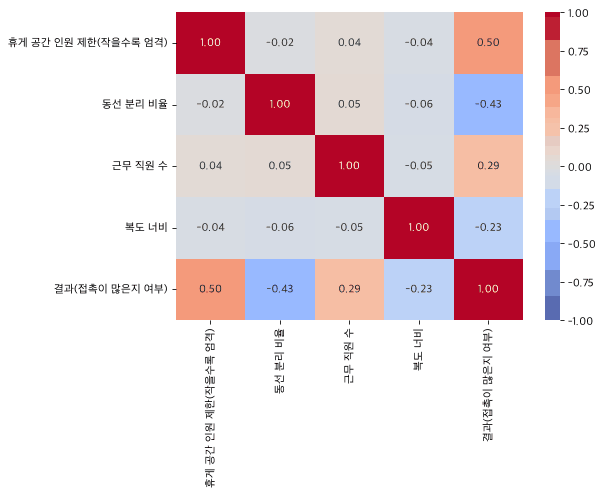 휴게 공간 인원 제한(작을수록 엄격) 1.00 -0.02 0.04 -0.04 0.50
동선 분리 비율 -0.02 1.00 0.05 -0.06 -0.43
근무 직원 수 0.04 0.05 1.00 -0.05 0.29
복도 너비 -0.04 -0.06 -0.05 1.00 -0.23
결과(접촉이 많은지 여부) 0.50 -0.43 0.29 -0.23 1.00
휴게 공간 인원 제한(작을수록 엄격)
동선 분리 비율
근무 직원 수
복도 너비
결과(접촉이 많은지 여부)
1.00
0.75
0.50
0.25
0.00
-0.25
-0.50
-0.75
-1.00